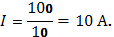 I = 100/10 = 10 A.